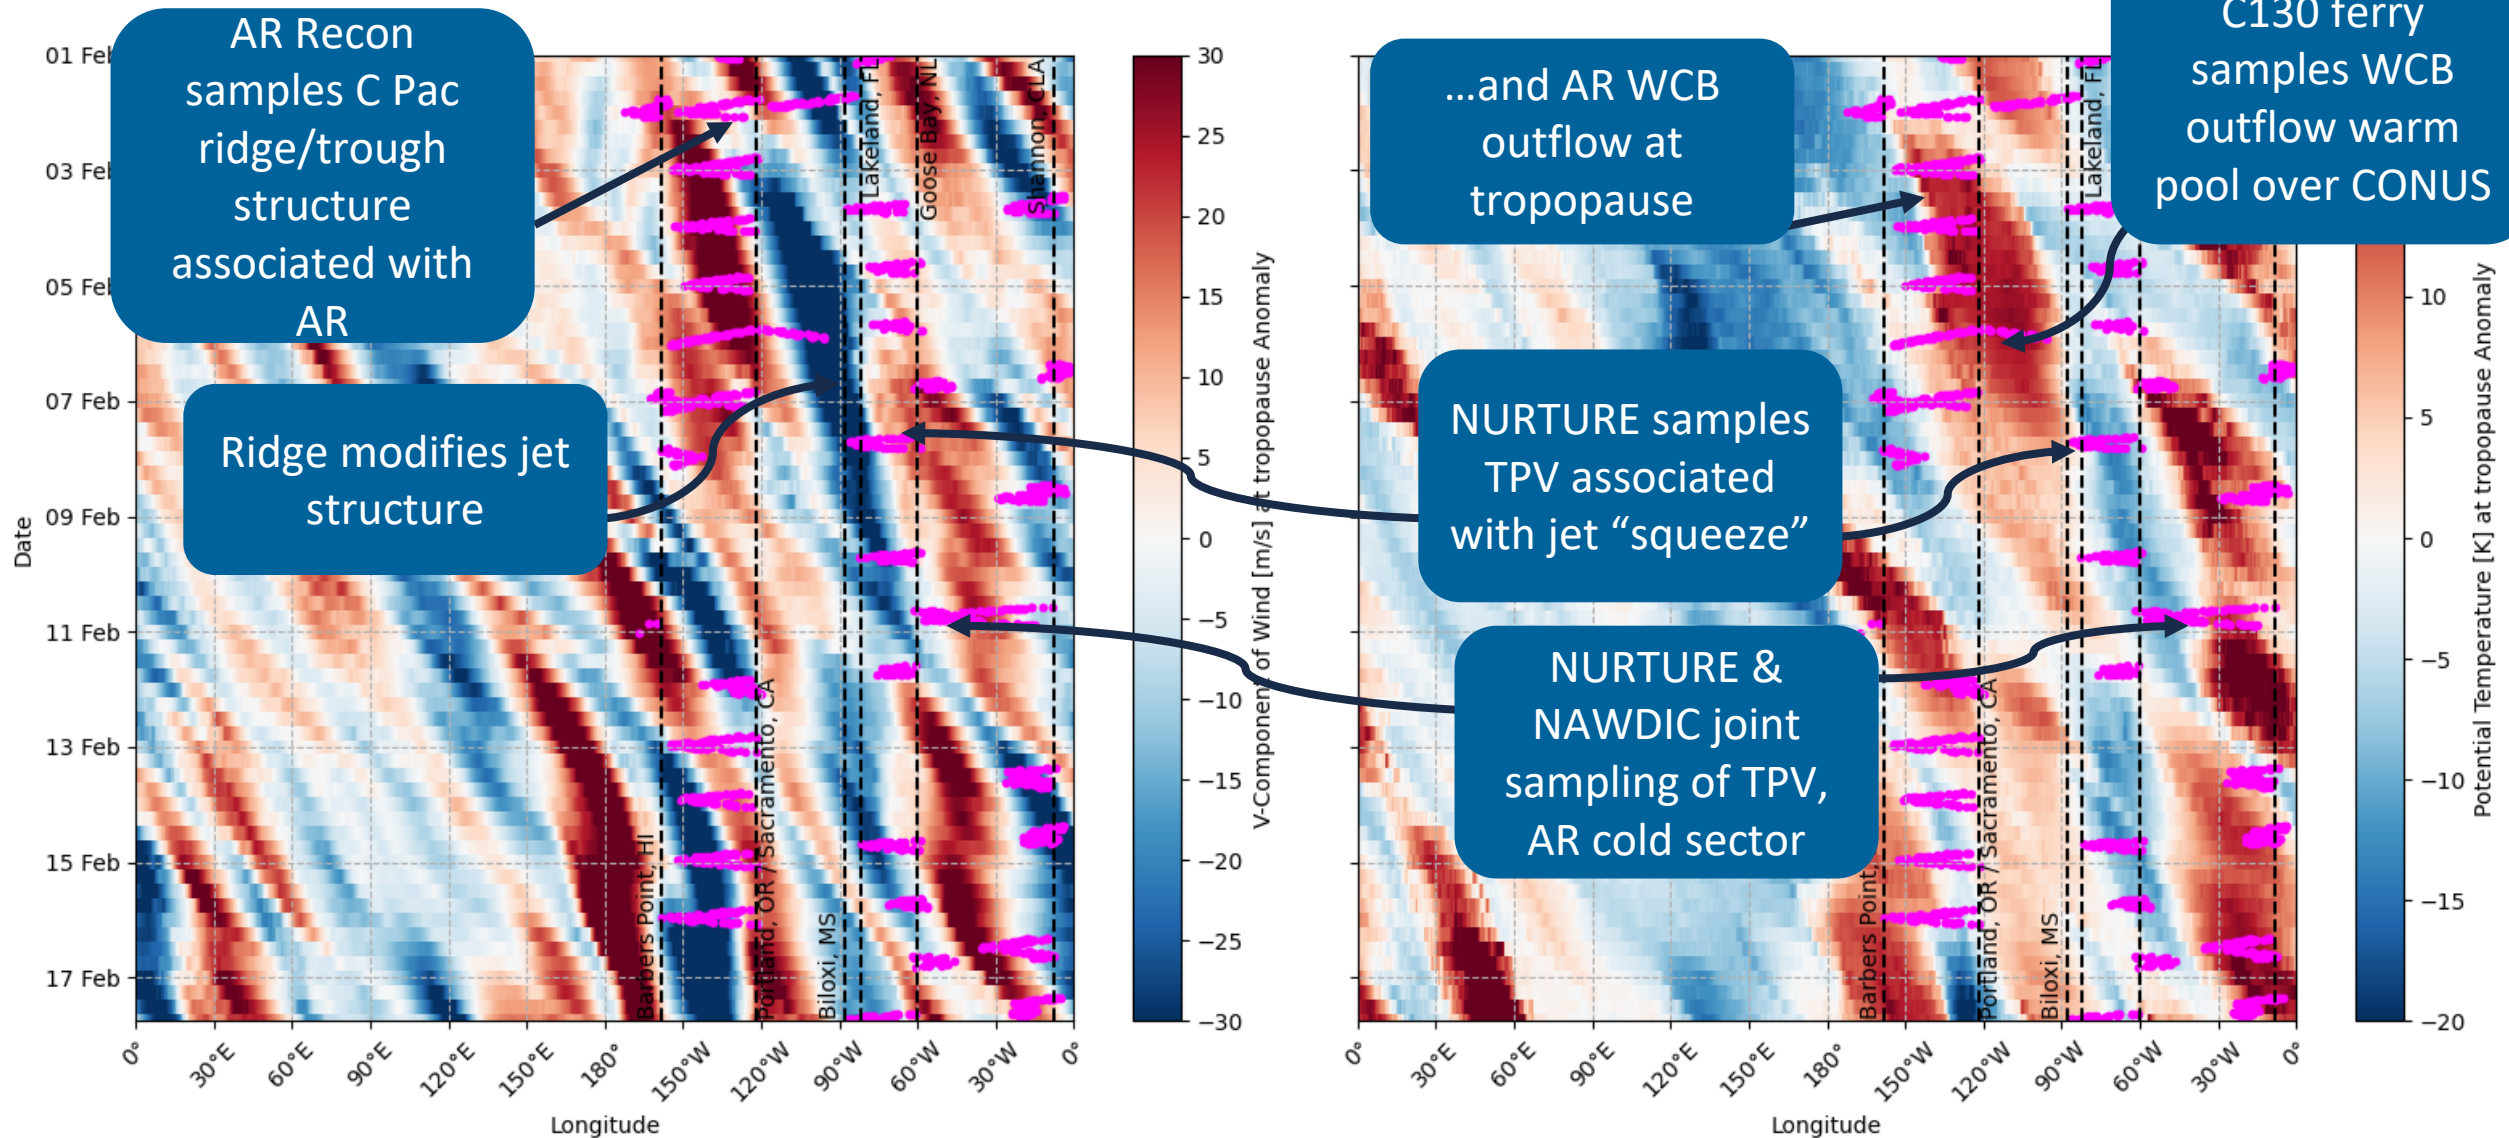 AR Recon
samples C Pac
ridge/trough
structure
associated with
AR
Ridge modifies jet
structure
…and AR WCB
outflow at
tropopause
C130 ferry
samples WCB
outflow warm
pool over CONUS
NURTURE samples
TPV associated
with jet “squeeze”
NURTURE &
NAWDIC joint
sampling of TPV,
AR cold sector
Date
01 Feb
03 Feb
05 Feb
07 Feb
09 Feb
11 Feb
13 Feb
15 Feb
17 Feb
0°
30°E
60°E
90°E
120°E
150°E
180°
150°W
120°W
90°W
60°W
30°W
0°
Longitude
Barbers Point, HI
Portland, OR / Sacramento, CA
Biloxi, MS
Lakeland, FL
Goose Bay, NL
Shannon, CLA
30
25
20
15
10
5
0
−5
−10
−15
−20
−25
−30
V-Component of Wind [m/s] at tropopause Anomaly
0°
30°E
60°E
90°E
120°E
150°E
180°
150°W
120°W
90°W
60°W
30°W
0°
Longitude
Barbers Point,
Portland, OR / Sacramento, CA
Biloxi, MS
Lakeland, FL
10
5
0
−5
−10
−15
−20
Potential Temperature [K] at tropopause Anomaly